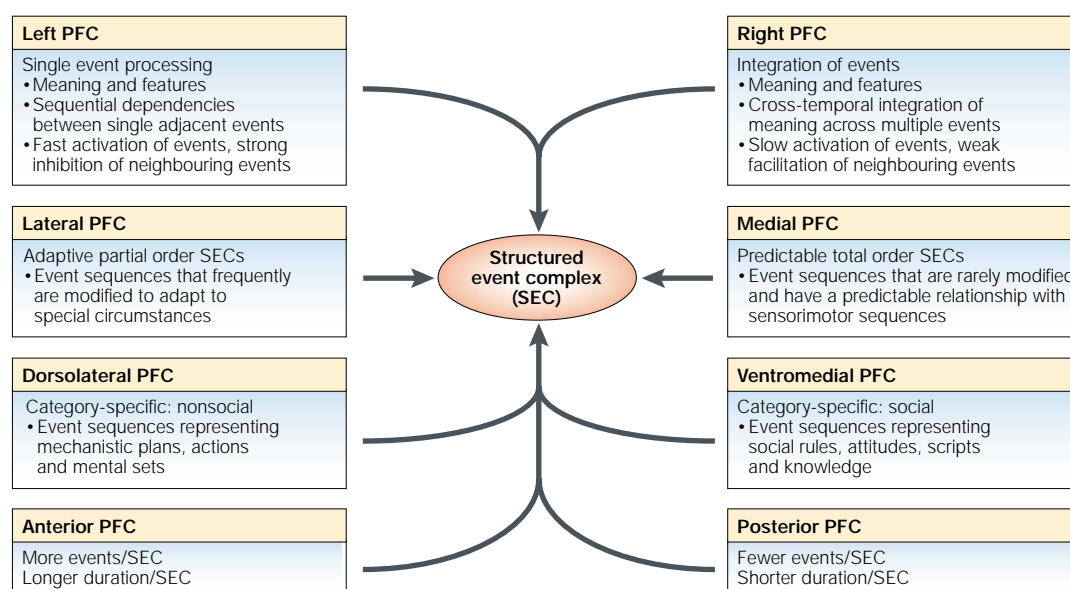 Left PFC
Single event processing
• Meaning and features
• Sequential dependencies
between single adjacent events
• Fast activation of events, strong
inhibition of neighbouring events
Right PFC
Integration of events
• Meaning and features
• Cross-temporal integration of
meaning across multiple events
• Slow activation of events, weak
facilitation of neighbouring events
Lateral PFC
Adaptive partial order SECs
• Event sequences that frequently
are modified to adapt to
special circumstances
Structured
event complex
(SEC)
Medial PFC
Predictable total order SECs
• Event sequences that are rarely modified
and have a predictable relationship with
sensorimotor sequences
Dorsolateral PFC
Category-specific: nonsocial
• Event sequences representing
mechanistic plans, actions
and mental sets
Ventromedial PFC
Category-specific: social
• Event sequences representing
social rules, attitudes, scripts
and knowledge
Anterior PFC
More events/SEC
Longer duration/SEC
Posterior PFC
Fewer events/SEC
Shorter duration/SEC